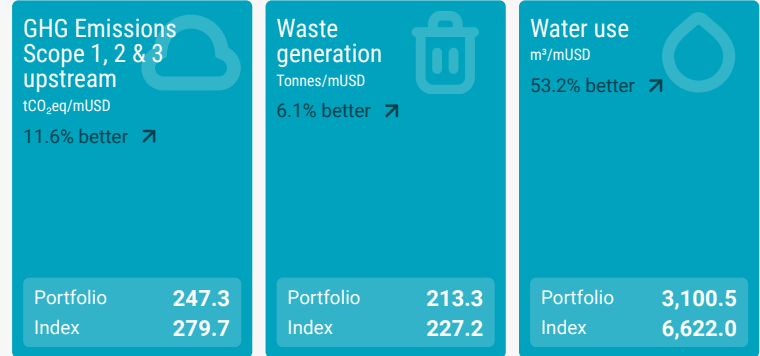 GHG Emissions
Scope 1, 2 & 3
upstream
tCO₂eq/mUSD
11.6% better
Portfolio 247.3
Index 279.7
Waste
generation
Tonnes/mUSD
6.1% better
Portfolio 213.3
Index 227.2
Water use
m³/mUSD
53.2% better
Portfolio 3,100.5
Index 6,622.0